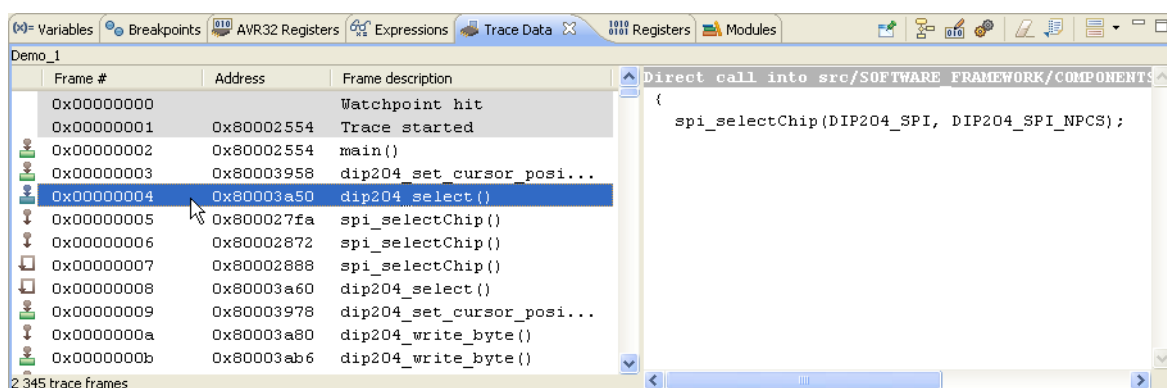 (x)= Variables Breakpoints AVR32 Registers Expressions Trace Data Registers Modules
Demo_1
Frame # Address Frame description
0x00000000 Watchpoint hit
0x00000001 0x80002554 Trace started
0x00000002 0x80002554 main()
0x00000003 0x80003958 dip204_set_cursor_posi...
0x00000004 0x80003a50 dip204_select()
0x00000005 0x800027fa spi_selectChip()
0x00000006 0x80002872 spi_selectChip()
0x00000007 0x80002888 spi_selectChip()
0x00000008 0x80003a60 dip204_select()
0x00000009 0x80003978 dip204_set_cursor_posi...
0x0000000a 0x80003a80 dip204_write_byte()
0x0000000b 0x80003ab6 dip204_write_byte()
2 345 trace frames
Direct call into src/SOFTWARE_FRAMEWORK/COMPONENTS
{
spi_selectChip(DIP204_SPI, DIP204_SPI_NPCS);